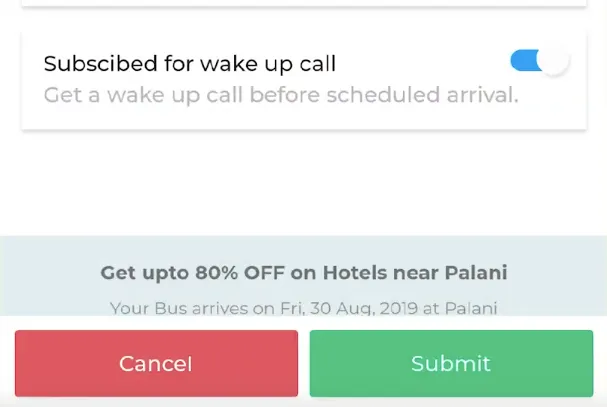 Subscibed for wake up call
Get a wake up call before scheduled arrival.
Get upto 80% OFF on Hotels near Palani
Your Bus arrives on Fri, 30 Aug, 2019 at Palani
Cancel
Submit